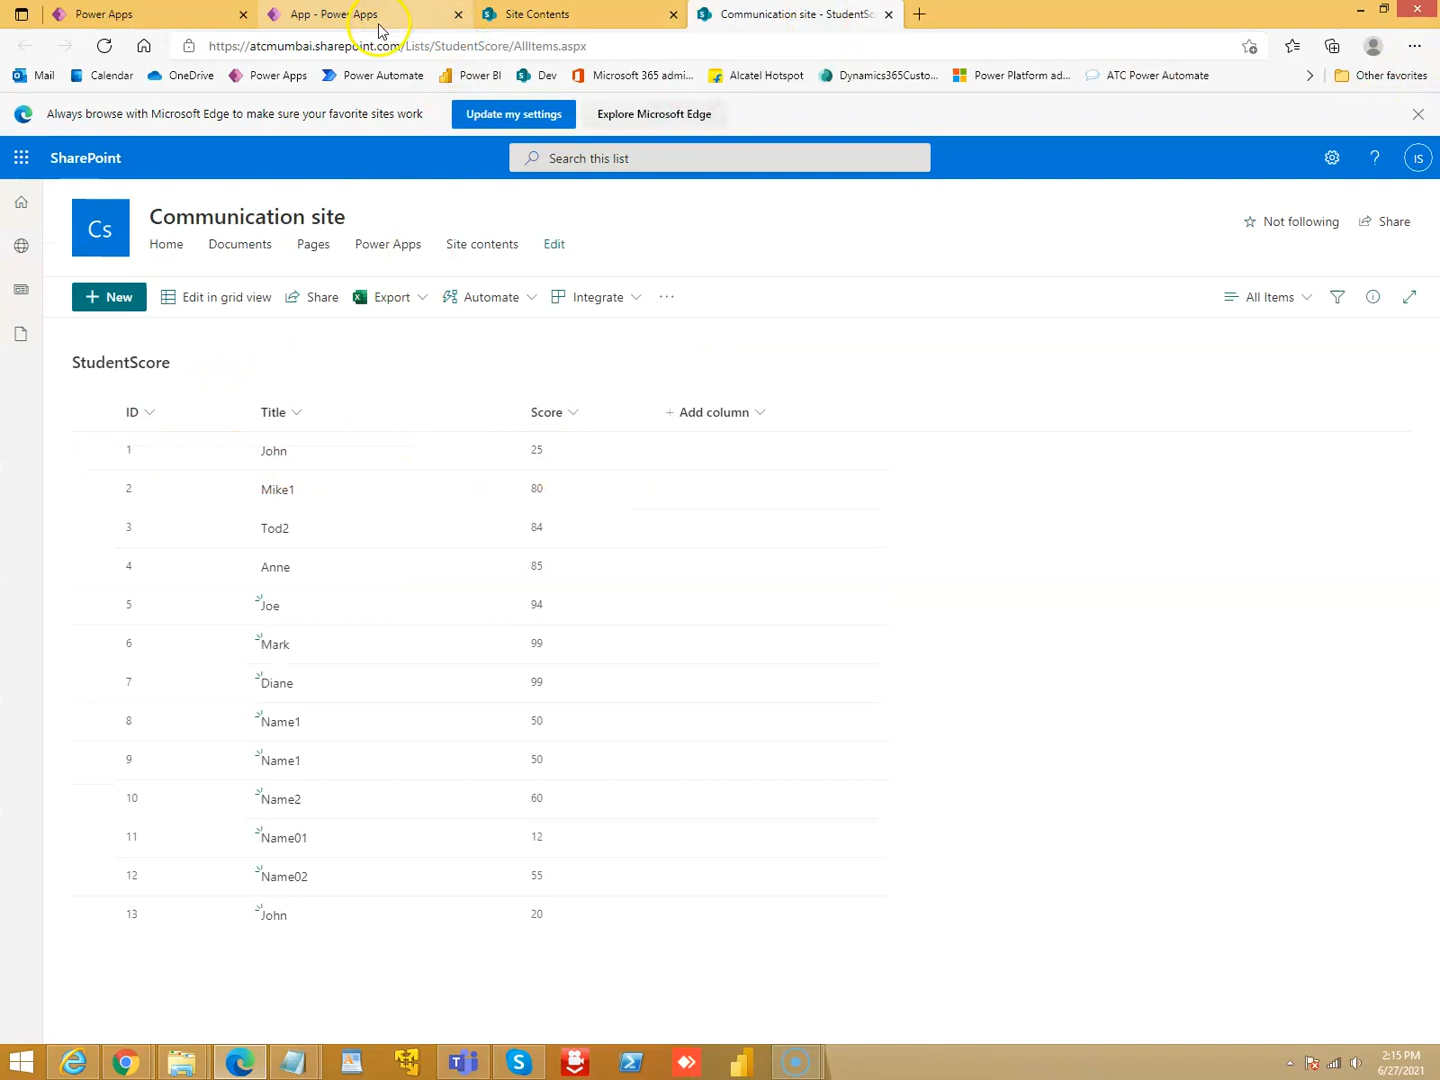 Power Apps
App - Power Apps
Site Contents
Communication site - StudentSc
https://atcmumbai.sharepoint.com/Lists/StudentScore/AllItems.aspx
Mail
Calendar
OneDrive
Power Apps
Power Automate
Power BI
Dev
Microsoft 365 admi...
Alcatel Hotspot
Dynamics365Custo...
Power Platform ad...
ATC Power Automate
Other favorites
Always browse with Microsoft Edge to make sure your favorite sites work
Update my settings
Explore Microsoft Edge
SharePoint
Search this list
IS
Cs
Communication site
Home
Documents
Pages
Power Apps
Site contents
Edit
Not following
Share
New
Edit in grid view
Share
Export
Automate
Integrate
All Items
StudentScore
ID Title Score + Add column
1 John 25
2 Mike1 80
3 Tod2 84
4 Anne 85
5 Joe 94
6 Mark 99
7 Diane 99
8 Name1 50
9 Name1 50
10 Name2 60
11 Name01 12
12 Name02 55
13 John 20
2:15 PM
6/27/2021